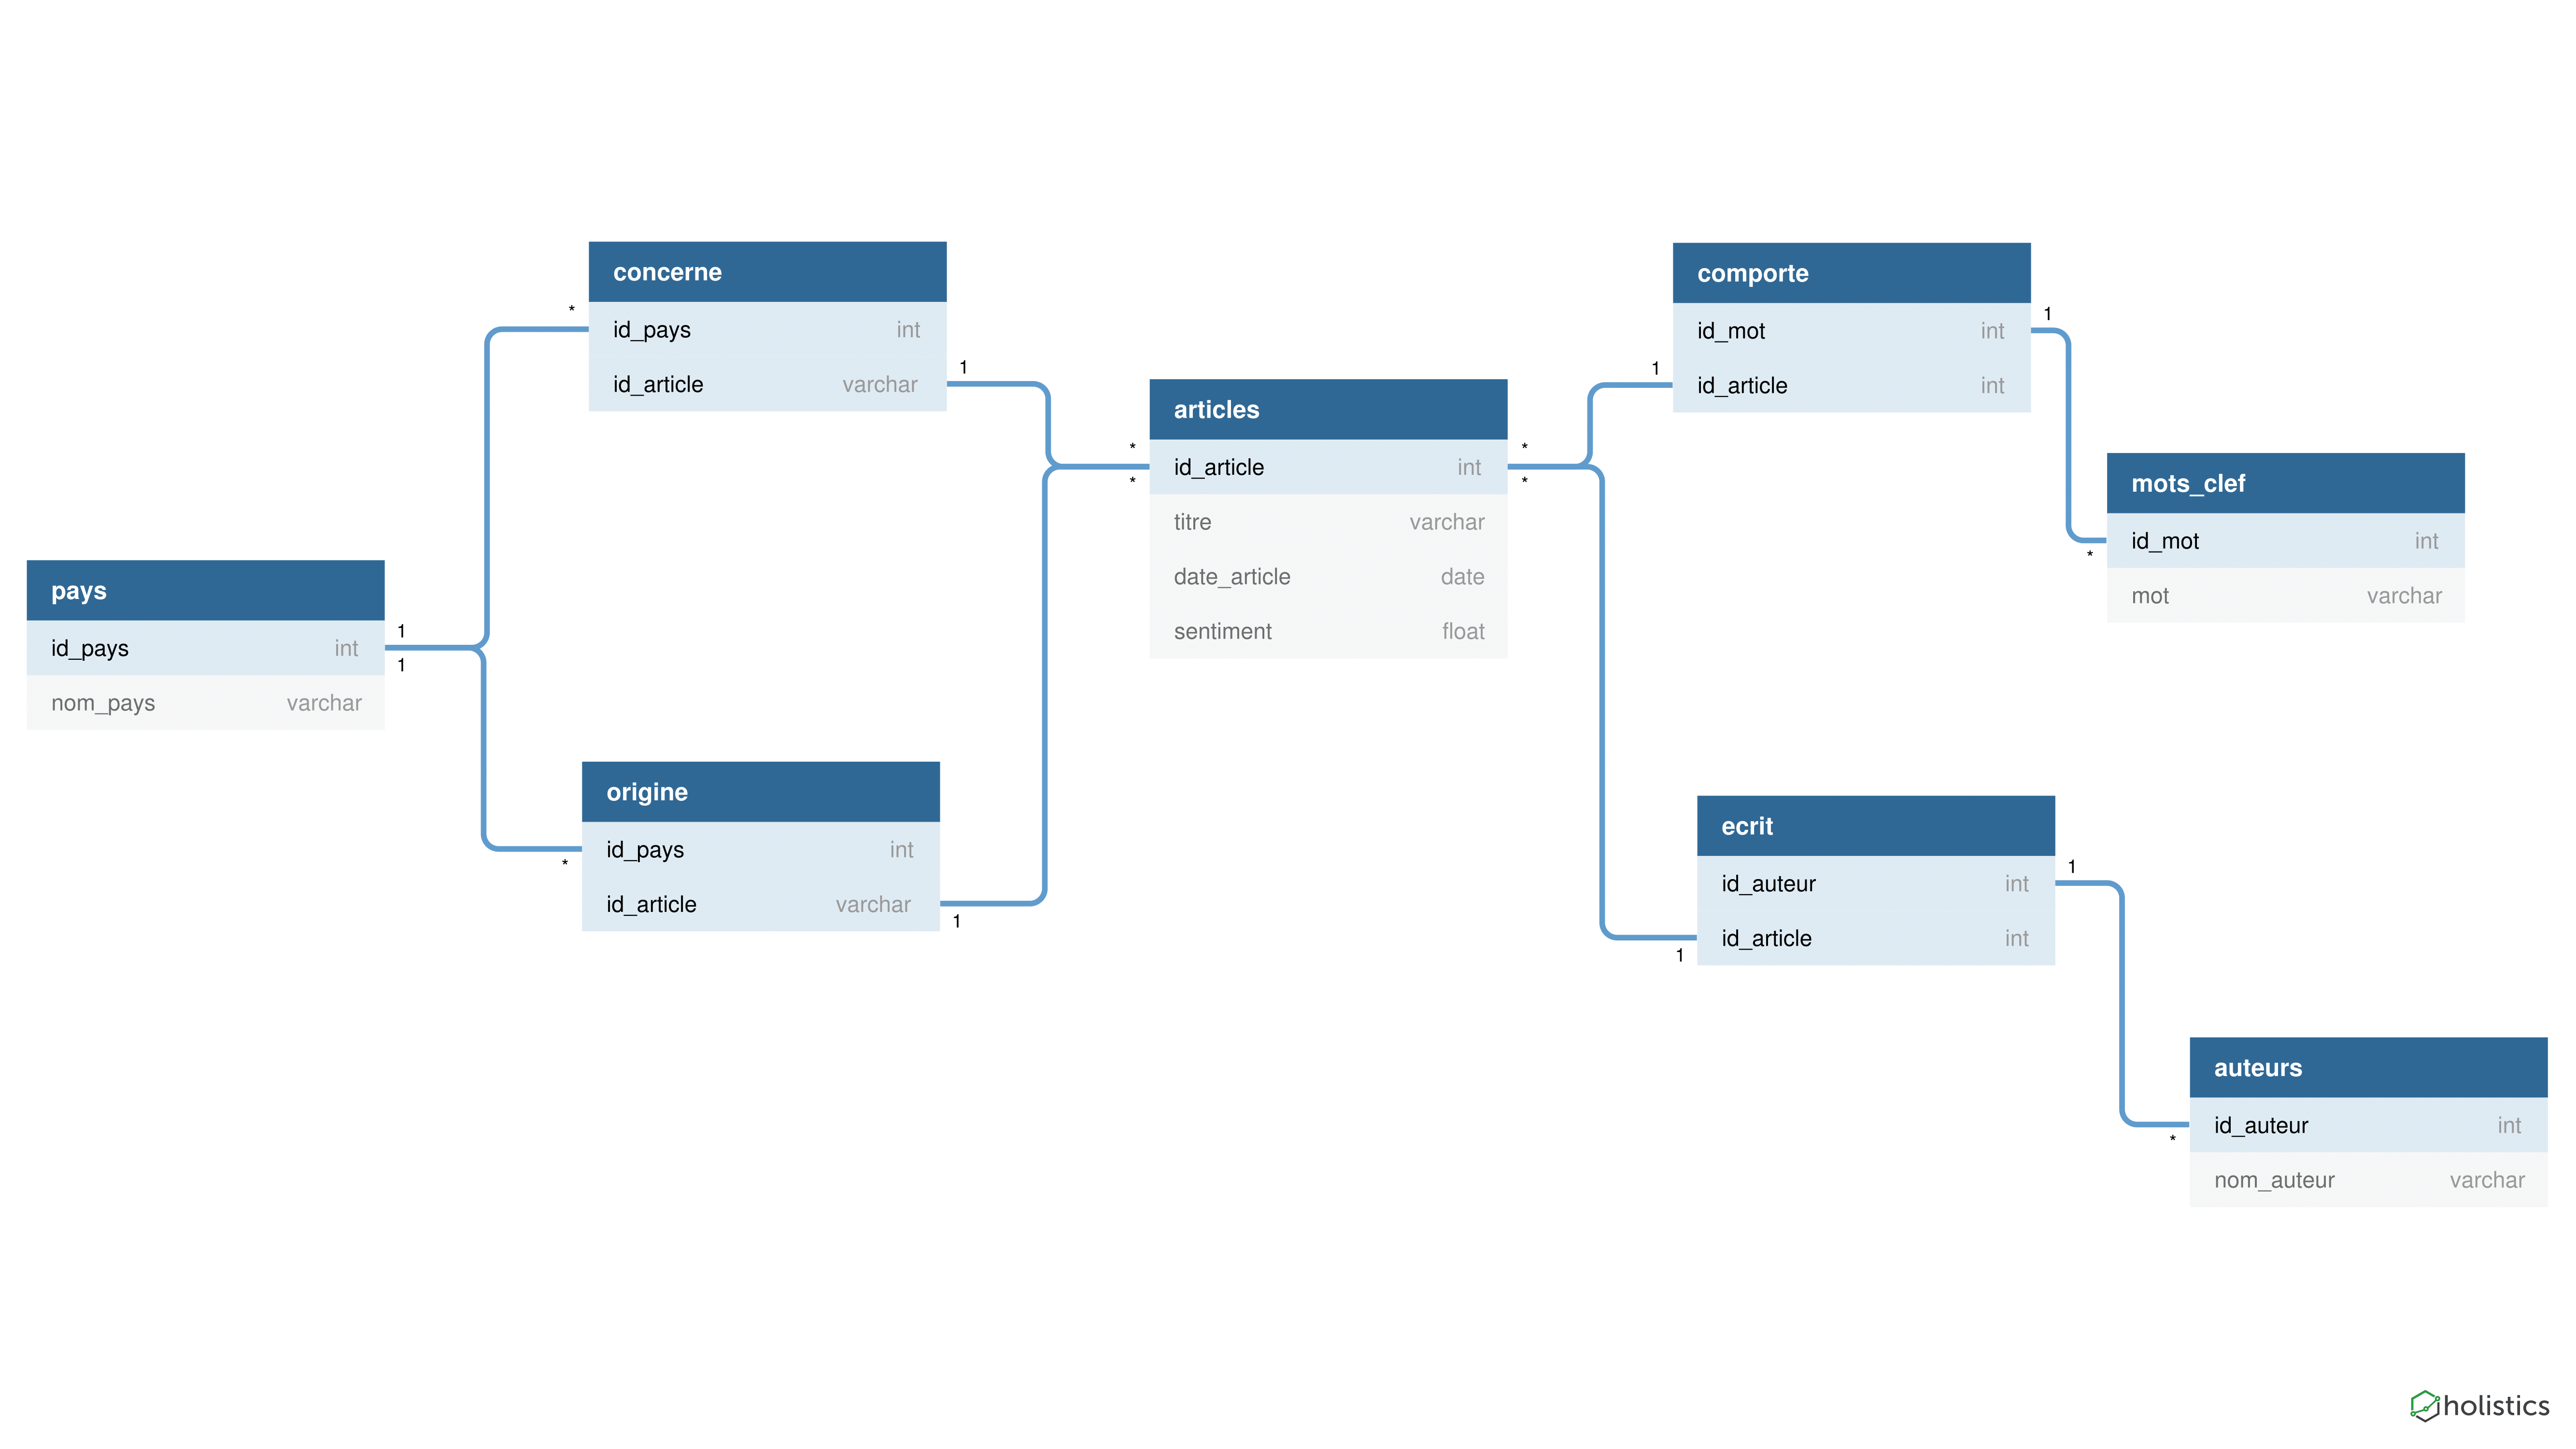 concerne
id_pays int
id_article varchar
*
1
comporte
id_mot int
id_article int
1
1
articles
id_article int
titre varchar
date_article date
sentiment float
*
*
*
*
mots_clef
id_mot int
mot varchar
*
pays
id_pays int
nom_pays varchar
1
1
origine
id_pays int
id_article varchar
*
1
ecrit
id_auteur int
id_article int
1
1
auteurs
id_auteur int
nom_auteur varchar
*
holistics